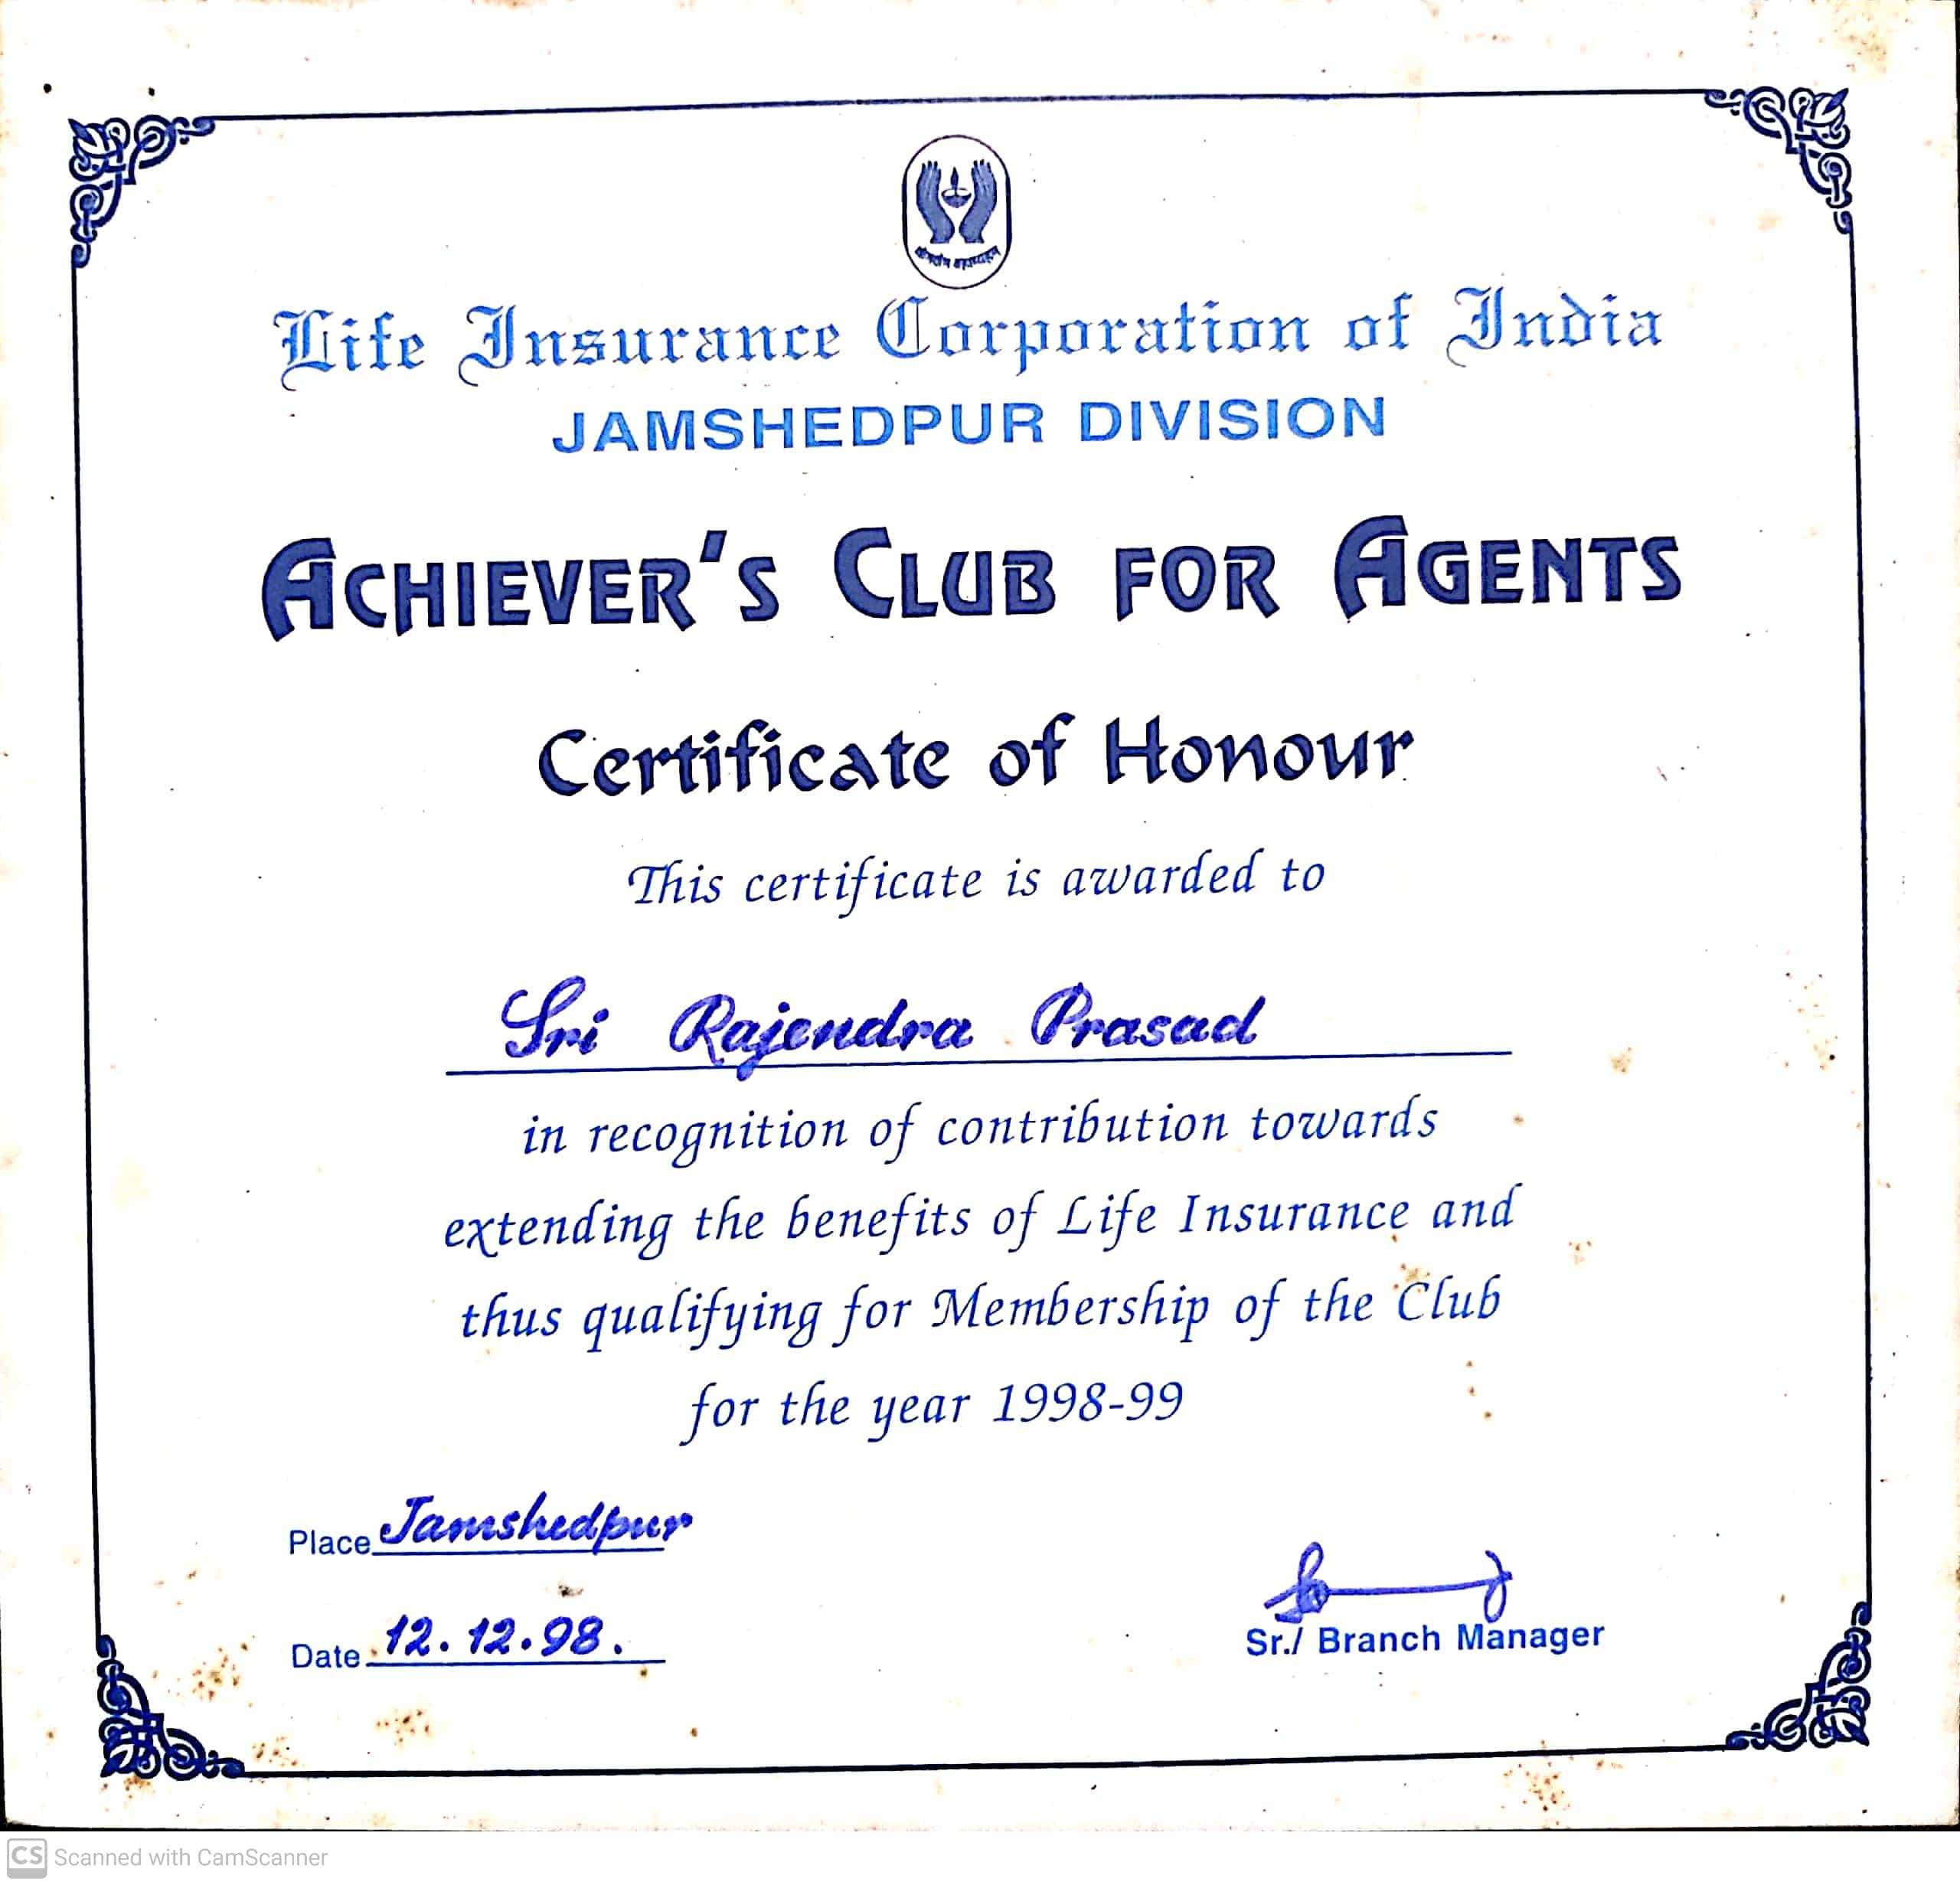 Life Insurance Corporation of India
JAMSHEDPUR DIVISION
ACHIEVER'S CLUB FOR AGENTS
Certificate of Honour
This certificate is awarded to
Sri Rajendra Prasad
in recognition of contribution towards
extending the benefits of Life Insurance and
thus qualifying for Membership of the Club
for the year 1998-99
Place Jamshedpur
Date 12.12.98.
Sr./ Branch Manager
CS Scanned with CamScanner